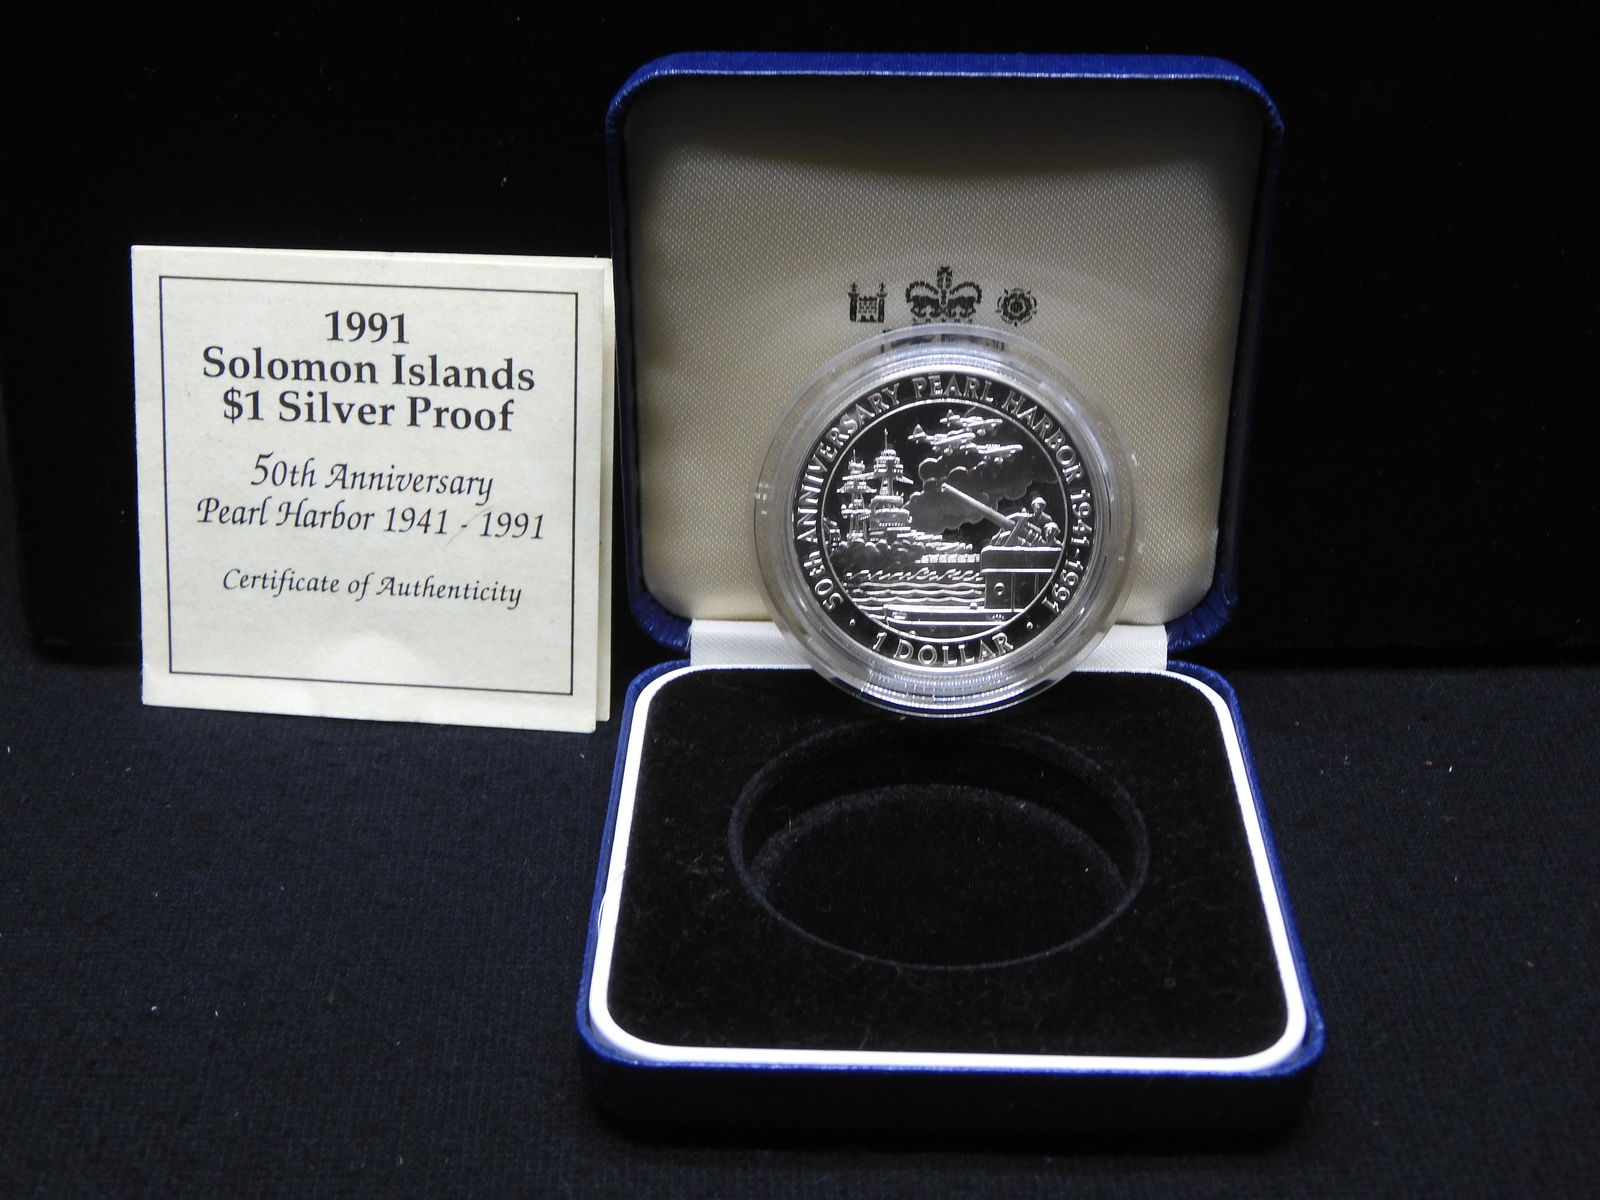 1991
Solomon Islands
$1 Silver Proof
50th Anniversary
Pearl Harbor 1941 - 1991
Certificate of Authenticity
50th ANNIVERSARY PEARL HARBOR 1941-1991
• 1 DOLLAR •